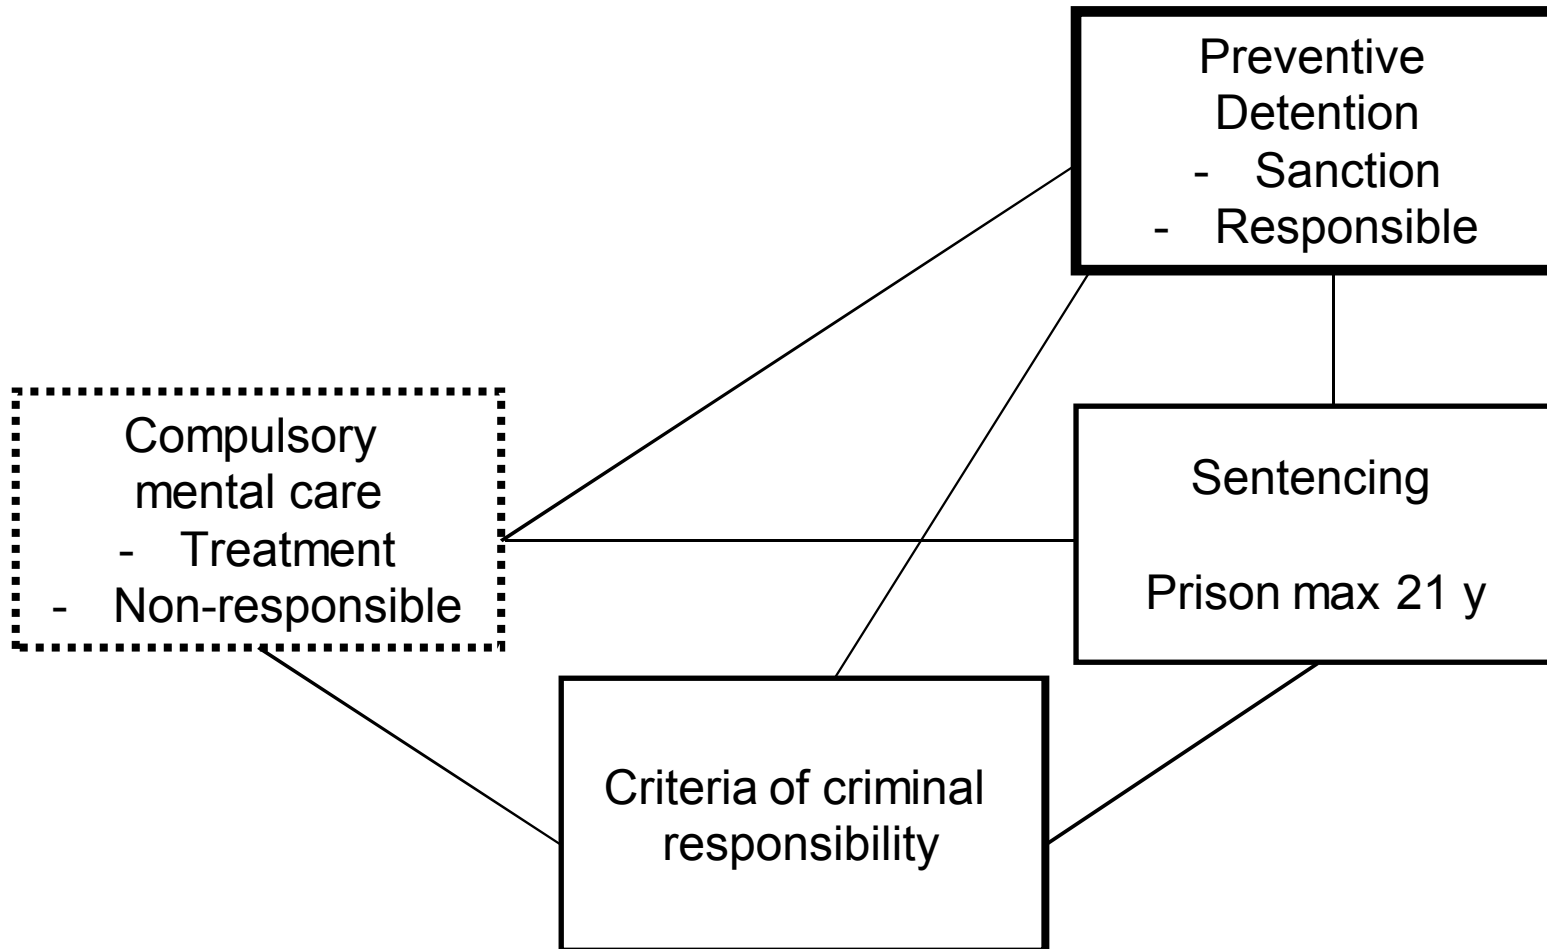 Preventive
Detention
- Sanction
- Responsible
Compulsory
mental care
- Treatment
- Non-responsible
Sentencing
Prison max 21 y
Criteria of criminal
responsibility